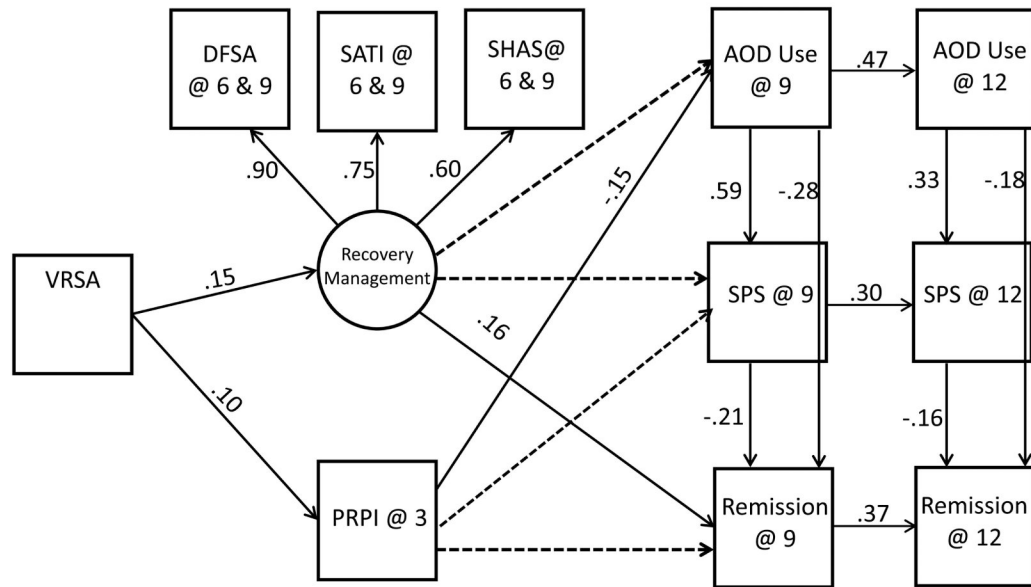 DFSA
@ 6 & 9
SATI @
6 & 9
SHAS@
6 & 9
AOD Use
@ 9
.47
AOD Use
@ 12
.90
.75
.60
-.15
.59
-.28
.33
-.18
VRSA
.15
Recovery
Management
SPS @ 9
.30
SPS @ 12
.16
.10
-.21
-.16
PRPI @ 3
Remission
@ 9
.37
Remission
@ 12